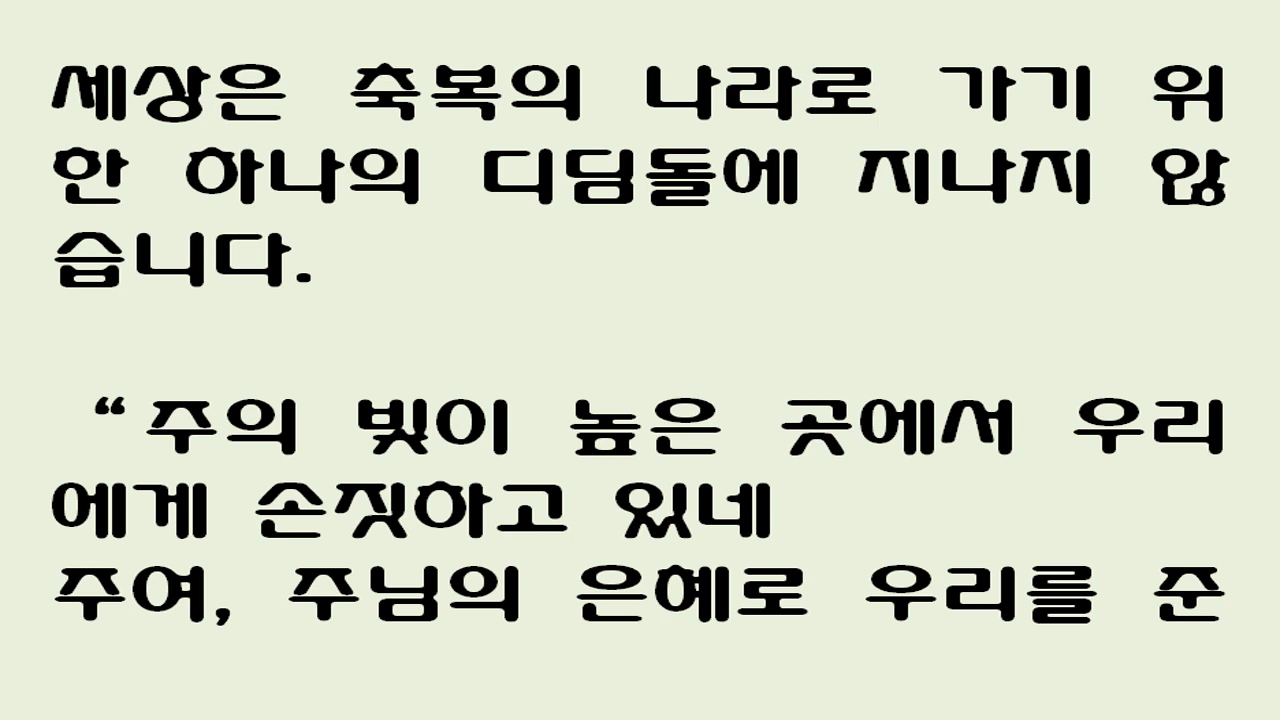 세상은 축복의 나라로 가기 위
한 하나의 디딤돌에 지나지 않
습니다.
“주의 빛이 높은 곳에서 우리
에게 손짓하고 있네
주여, 주님의 은혜로 우리를 준